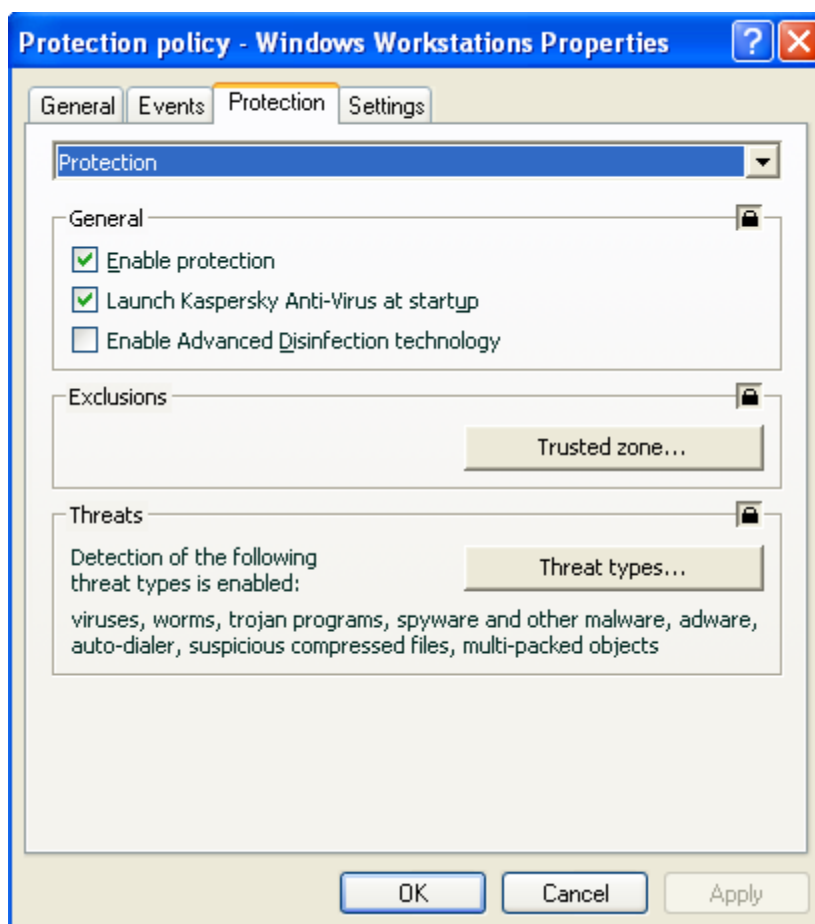 Protection policy - Windows Workstations Properties
General
Events
Protection
Settings
Protection
General
Enable protection
Launch Kaspersky Anti-Virus at startup
Enable Advanced Disinfection technology
Exclusions
Trusted zone...
Threats
Detection of the following
threat types is enabled:
Threat types...
viruses, worms, trojan programs, spyware and other malware, adware,
auto-dialer, suspicious compressed files, multi-packed objects
OK
Cancel
Apply